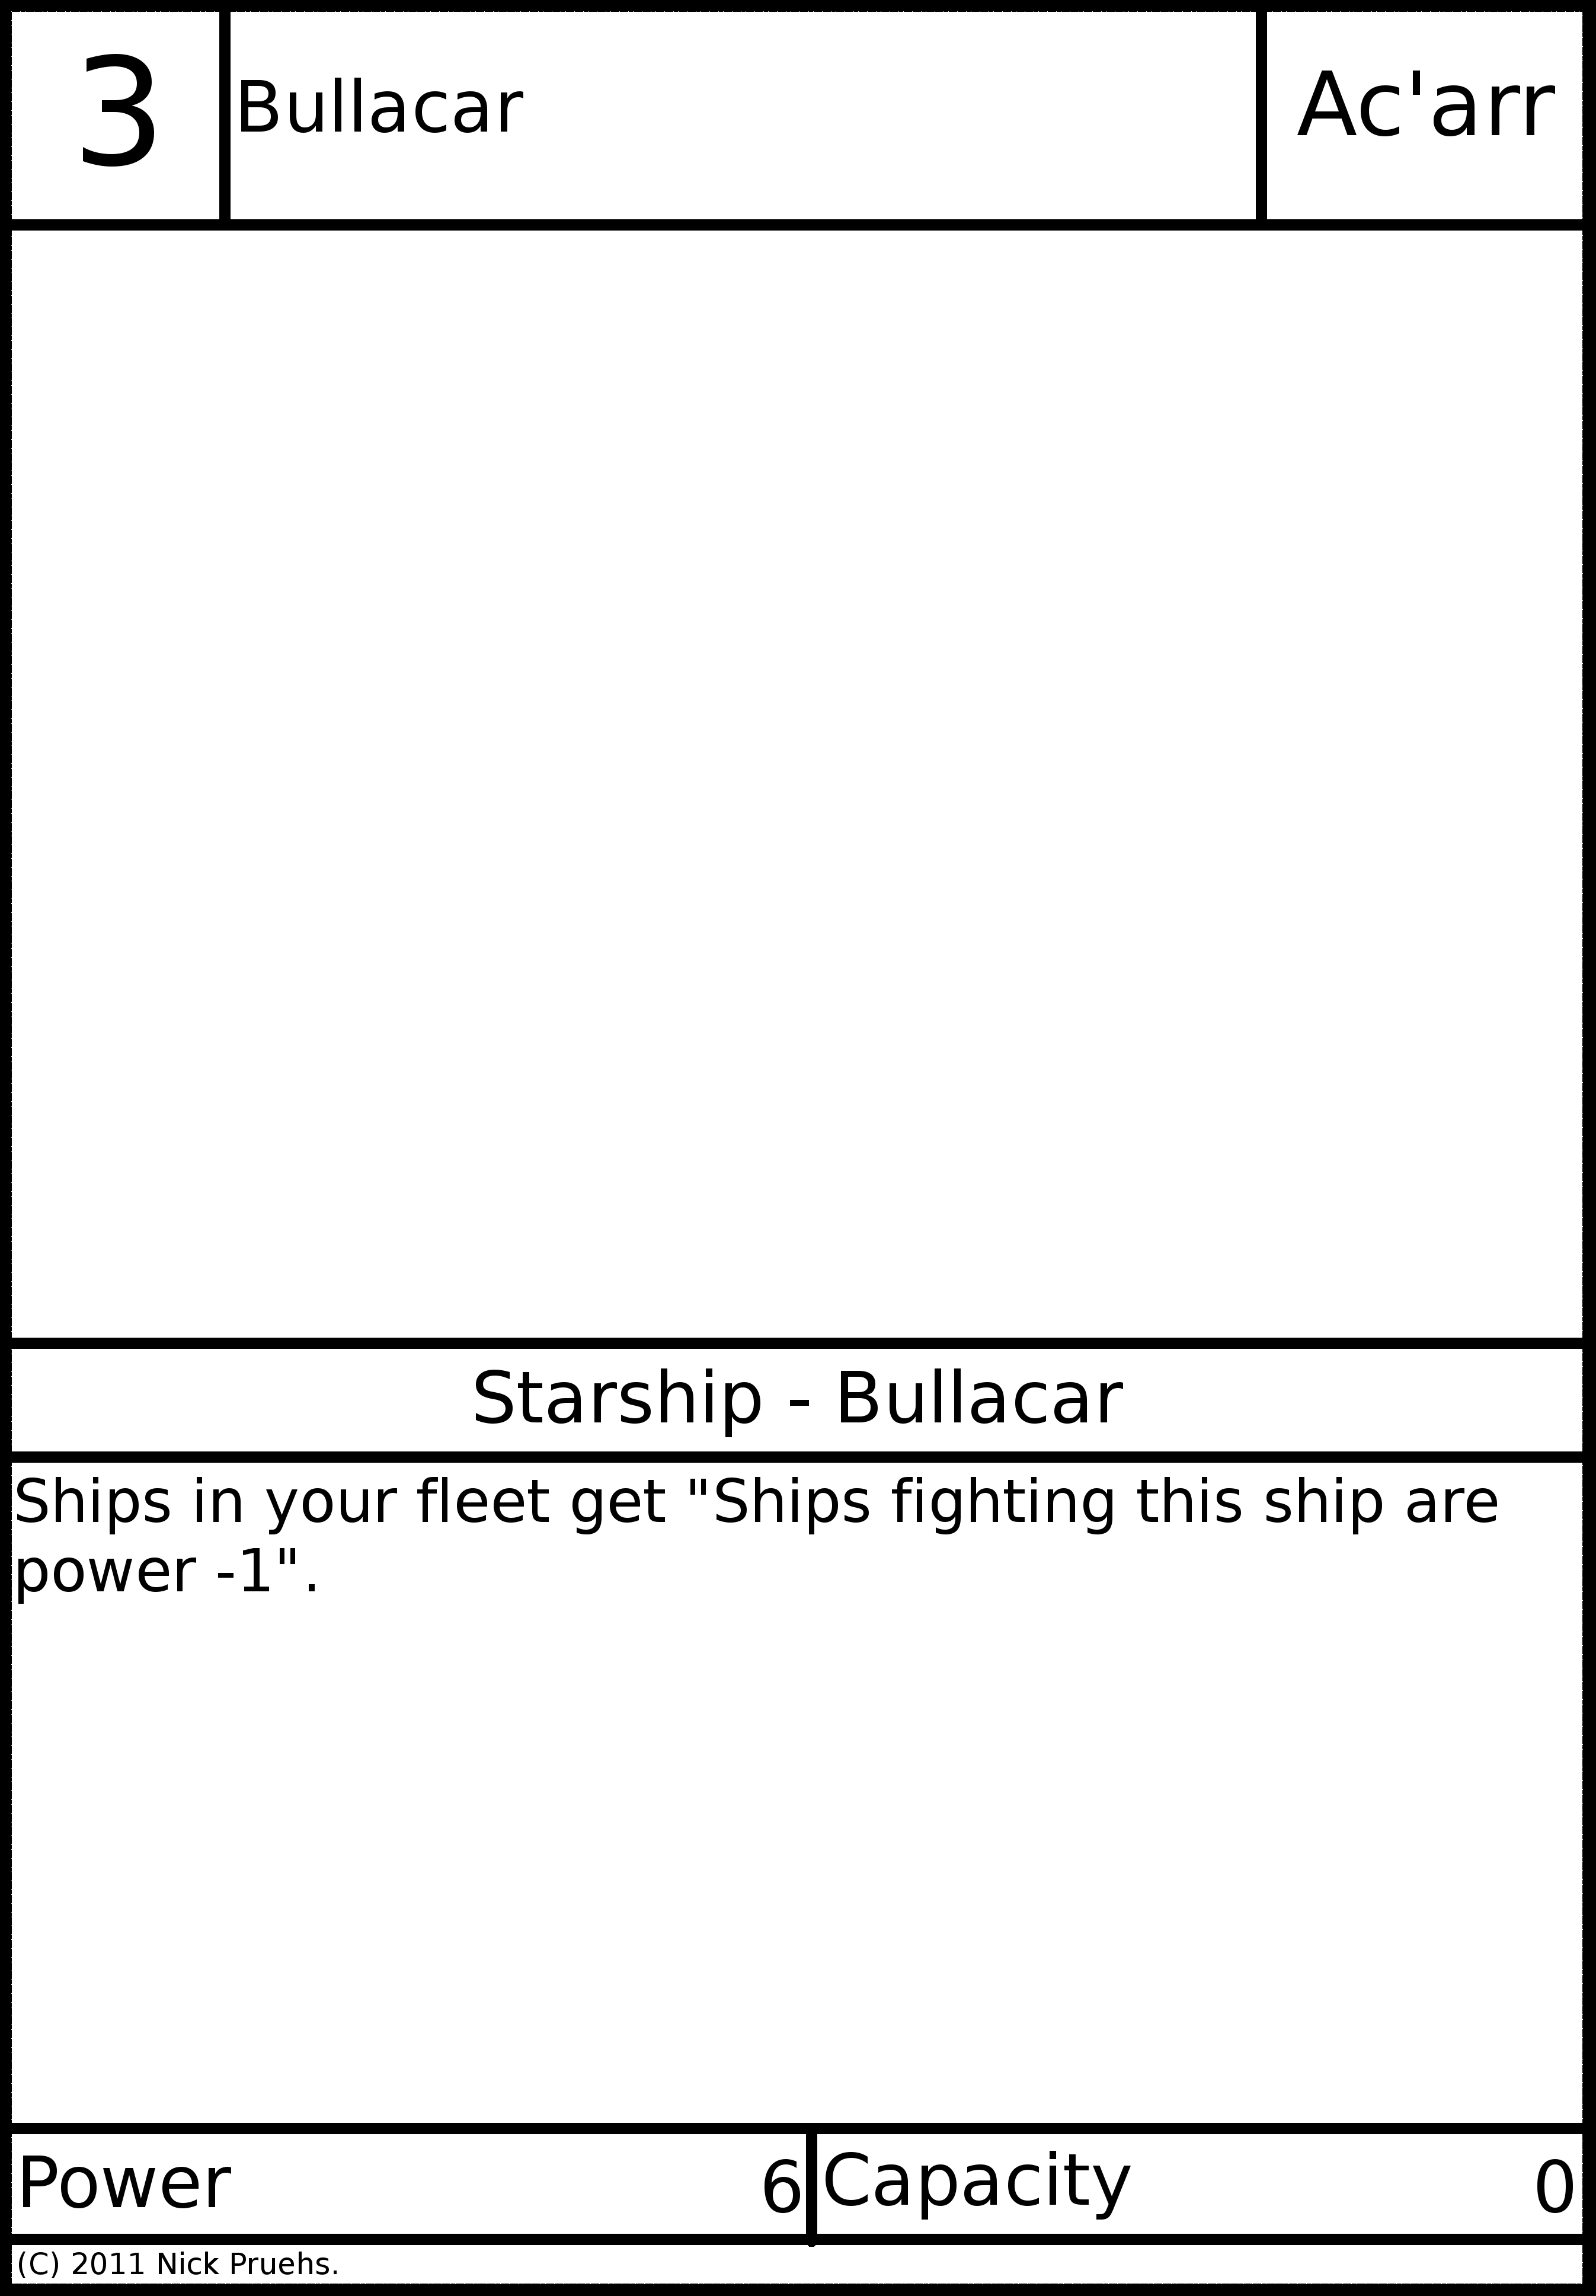 3
Bullacar
Ac'arr
Starship - Bullacar
Ships in your fleet get "Ships fighting this ship are
power -1".
Power 6
Capacity 0
(C) 2011 Nick Pruehs.